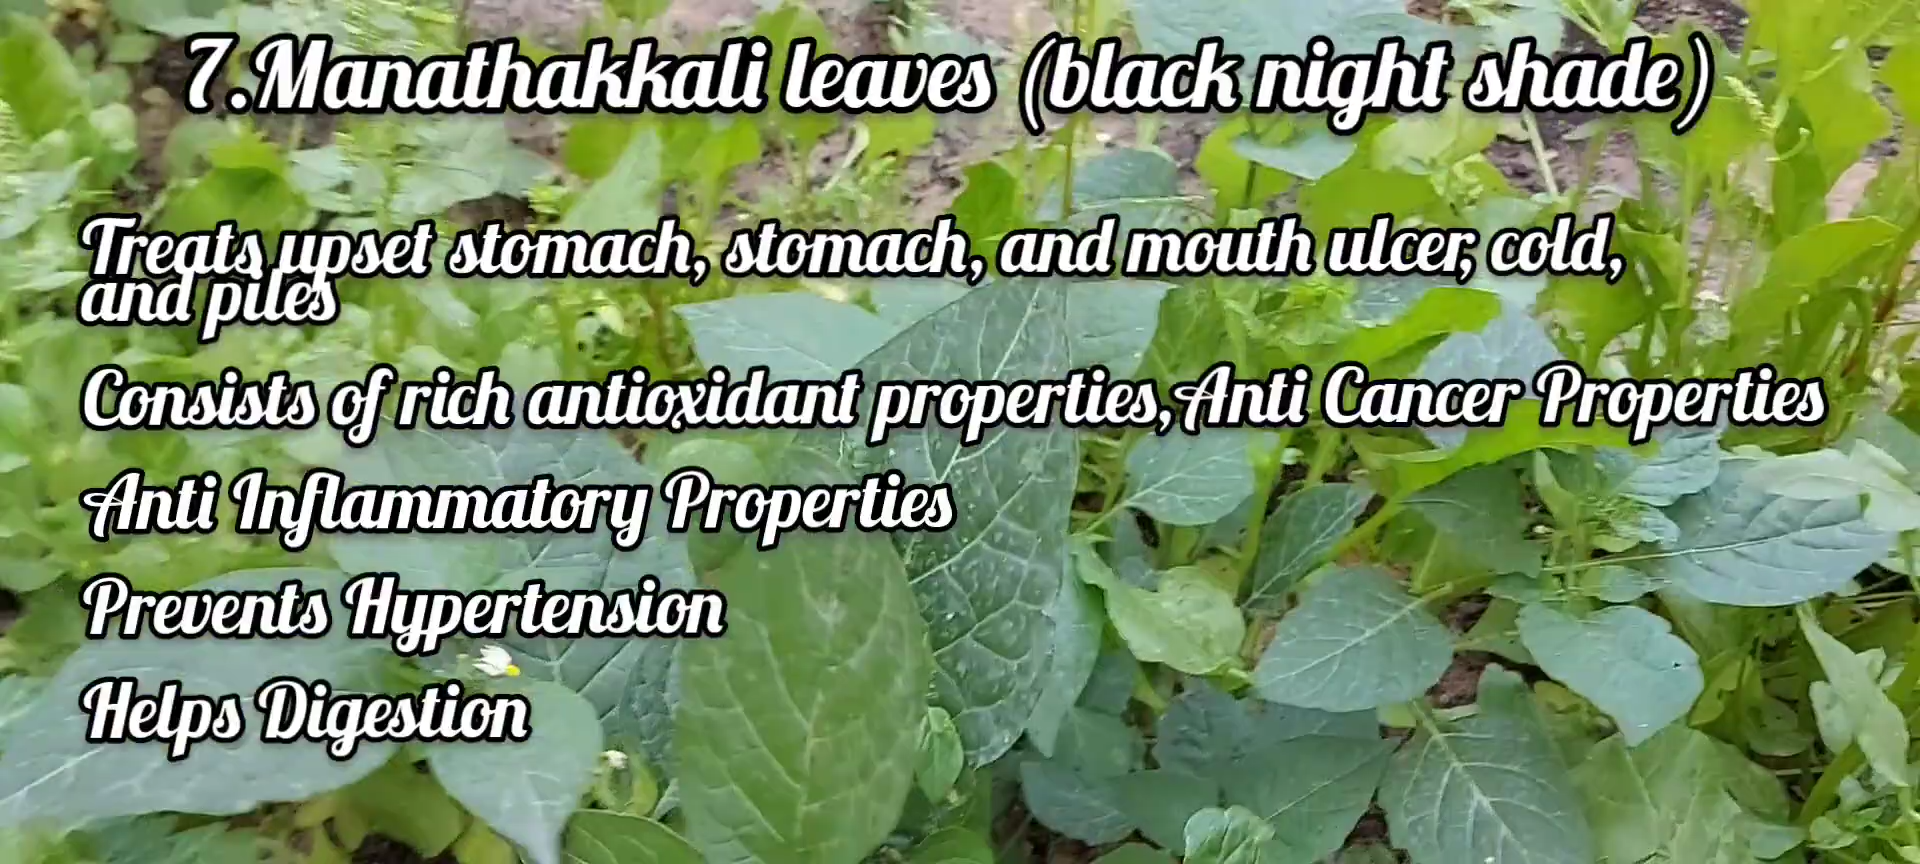 7.Manathakkali leaves (black night shade)
Treats upset stomach, stomach, and mouth ulcer, cold,
and piles
Consists of rich antioxidant properties,Anti Cancer Properties
Anti Inflammatory Properties
Prevents Hypertension
Helps Digestion